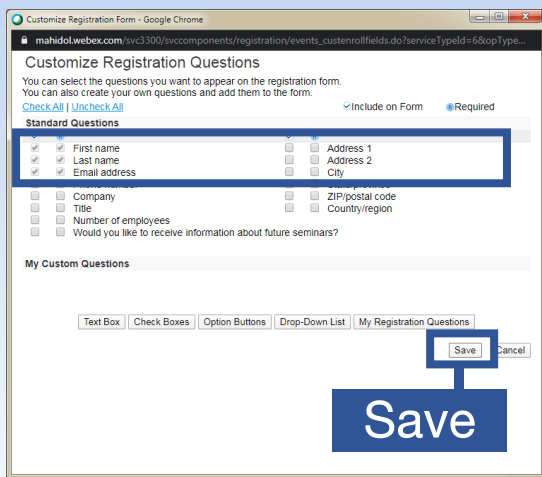 Customize Registration Form - Google Chrome
mahidol.webex.com/svc3300/svccomponents/registration/events_custenrollfields.do?serviceTypeId=6&opType...
Customize Registration Questions
You can select the questions you want to appear on the registration form.
You can also create your own questions and add them to the form.
Check All | Uncheck All Include on Form Required
Standard Questions
First name Address 1
Last name Address 2
Email address City
Company ZIP/postal code
Title Country/region
Number of employees
Would you like to receive information about future seminars?
My Custom Questions
Text Box Check Boxes Option Buttons Drop-Down List My Registration Questions
Save Cancel
Save